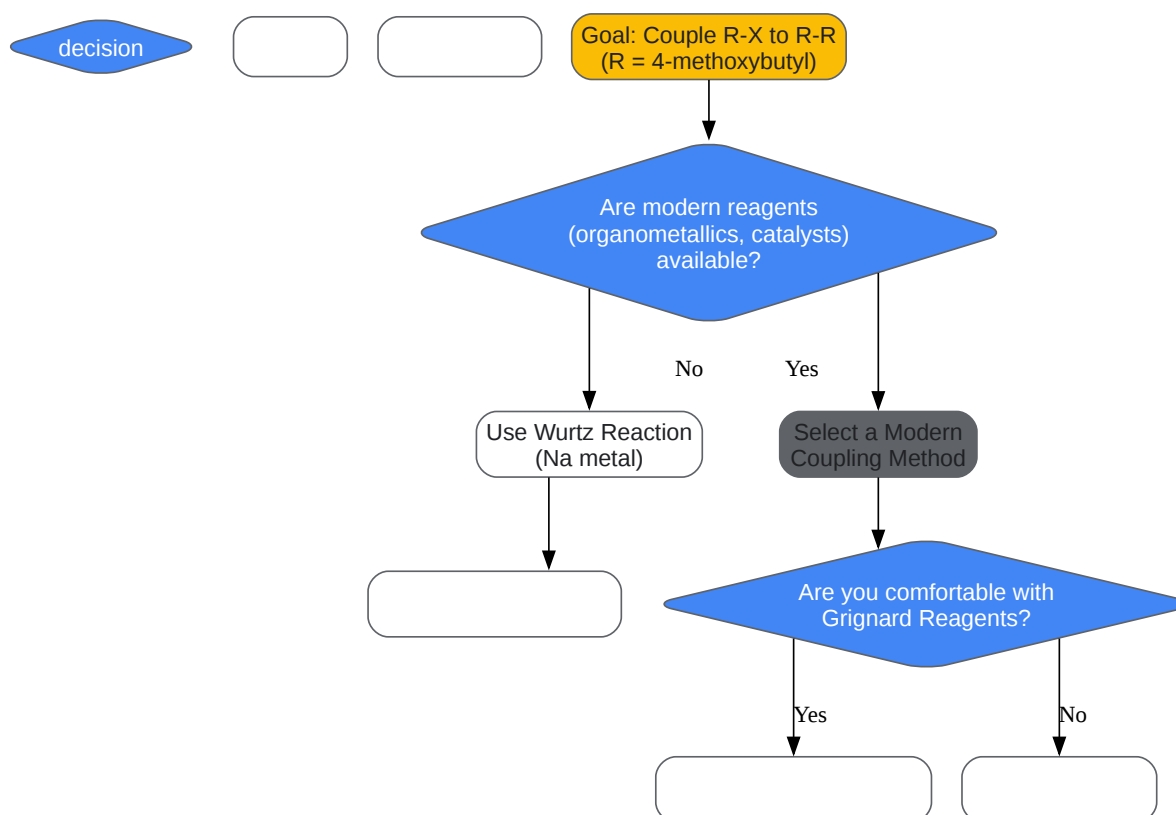 decision
Goal: Couple R-X to R-R
(R = 4-methoxybutyl)
Are modern reagents
(organometallics, catalysts)
available?
No
Yes
Use Wurtz Reaction
(Na metal)
Select a Modern
Coupling Method
Are you comfortable with
Grignard Reagents?
Yes
No